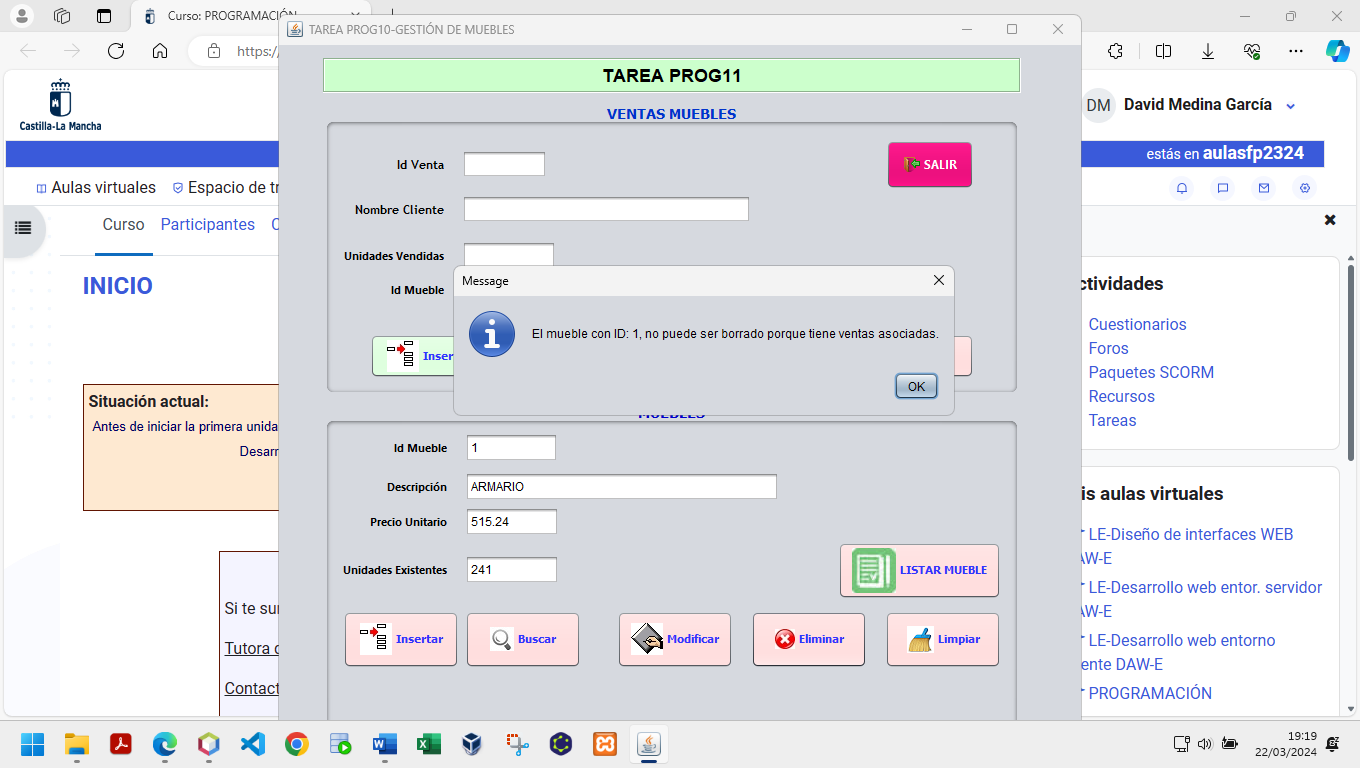 Curso: PROGRAMACIÓN
https:/
TAREA PROG10-GESTIÓN DE MUEBLES
TAREA PROG11
VENTAS MUEBLES
Id Venta
SALIR
Nombre Cliente
Unidades Vendidas
Id Mueble
Inser
Message
El mueble con ID: 1, no puede ser borrado porque tiene ventas asociadas.
OK
MUEBLES
Id Mueble 1
Descripción ARMARIO
Precio Unitario 515.24
Unidades Existentes 241
LISTAR MUEBLE
Insertar Buscar Modificar Eliminar Limpiar
Castilla-La Mancha
DM David Medina García
estás en aulasfp2324
Aulas virtuales Espacio de tr
Curso Participantes C
INICIO
Situación actual:
Antes de iniciar la primera unida
Desarr
Si te sur
Tutora
Contact
ctividades
Cuestionarios
Foros
Paquetes SCORM
Recursos
Tareas
is aulas virtuales
LE-Diseño de interfaces WEB
AW-E
LE-Desarrollo web entor. servidor
AW-E
LE-Desarrollo web entorno
ente DAW-E
PROGRAMACIÓN
19:19
22/03/2024